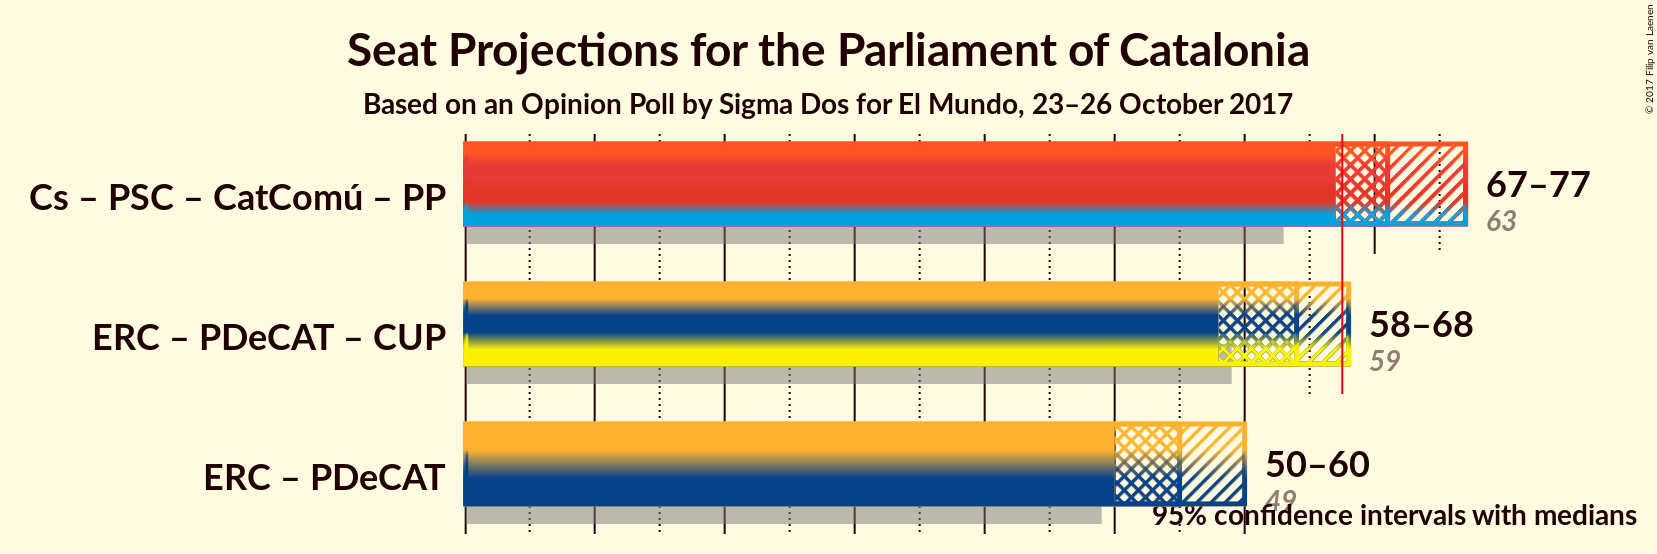 Seat Projections for the Parliament of Catalonia
Based on an Opinion Poll by Sigma Dos for El Mundo, 23–26 October 2017
© 2017 Filip van Laenen
Cs – PSC – CatComú – PP
67–77
63
ERC – PDeCAT – CUP
58–68
59
ERC – PDeCAT
50–60
49
95% confidence intervals with medians